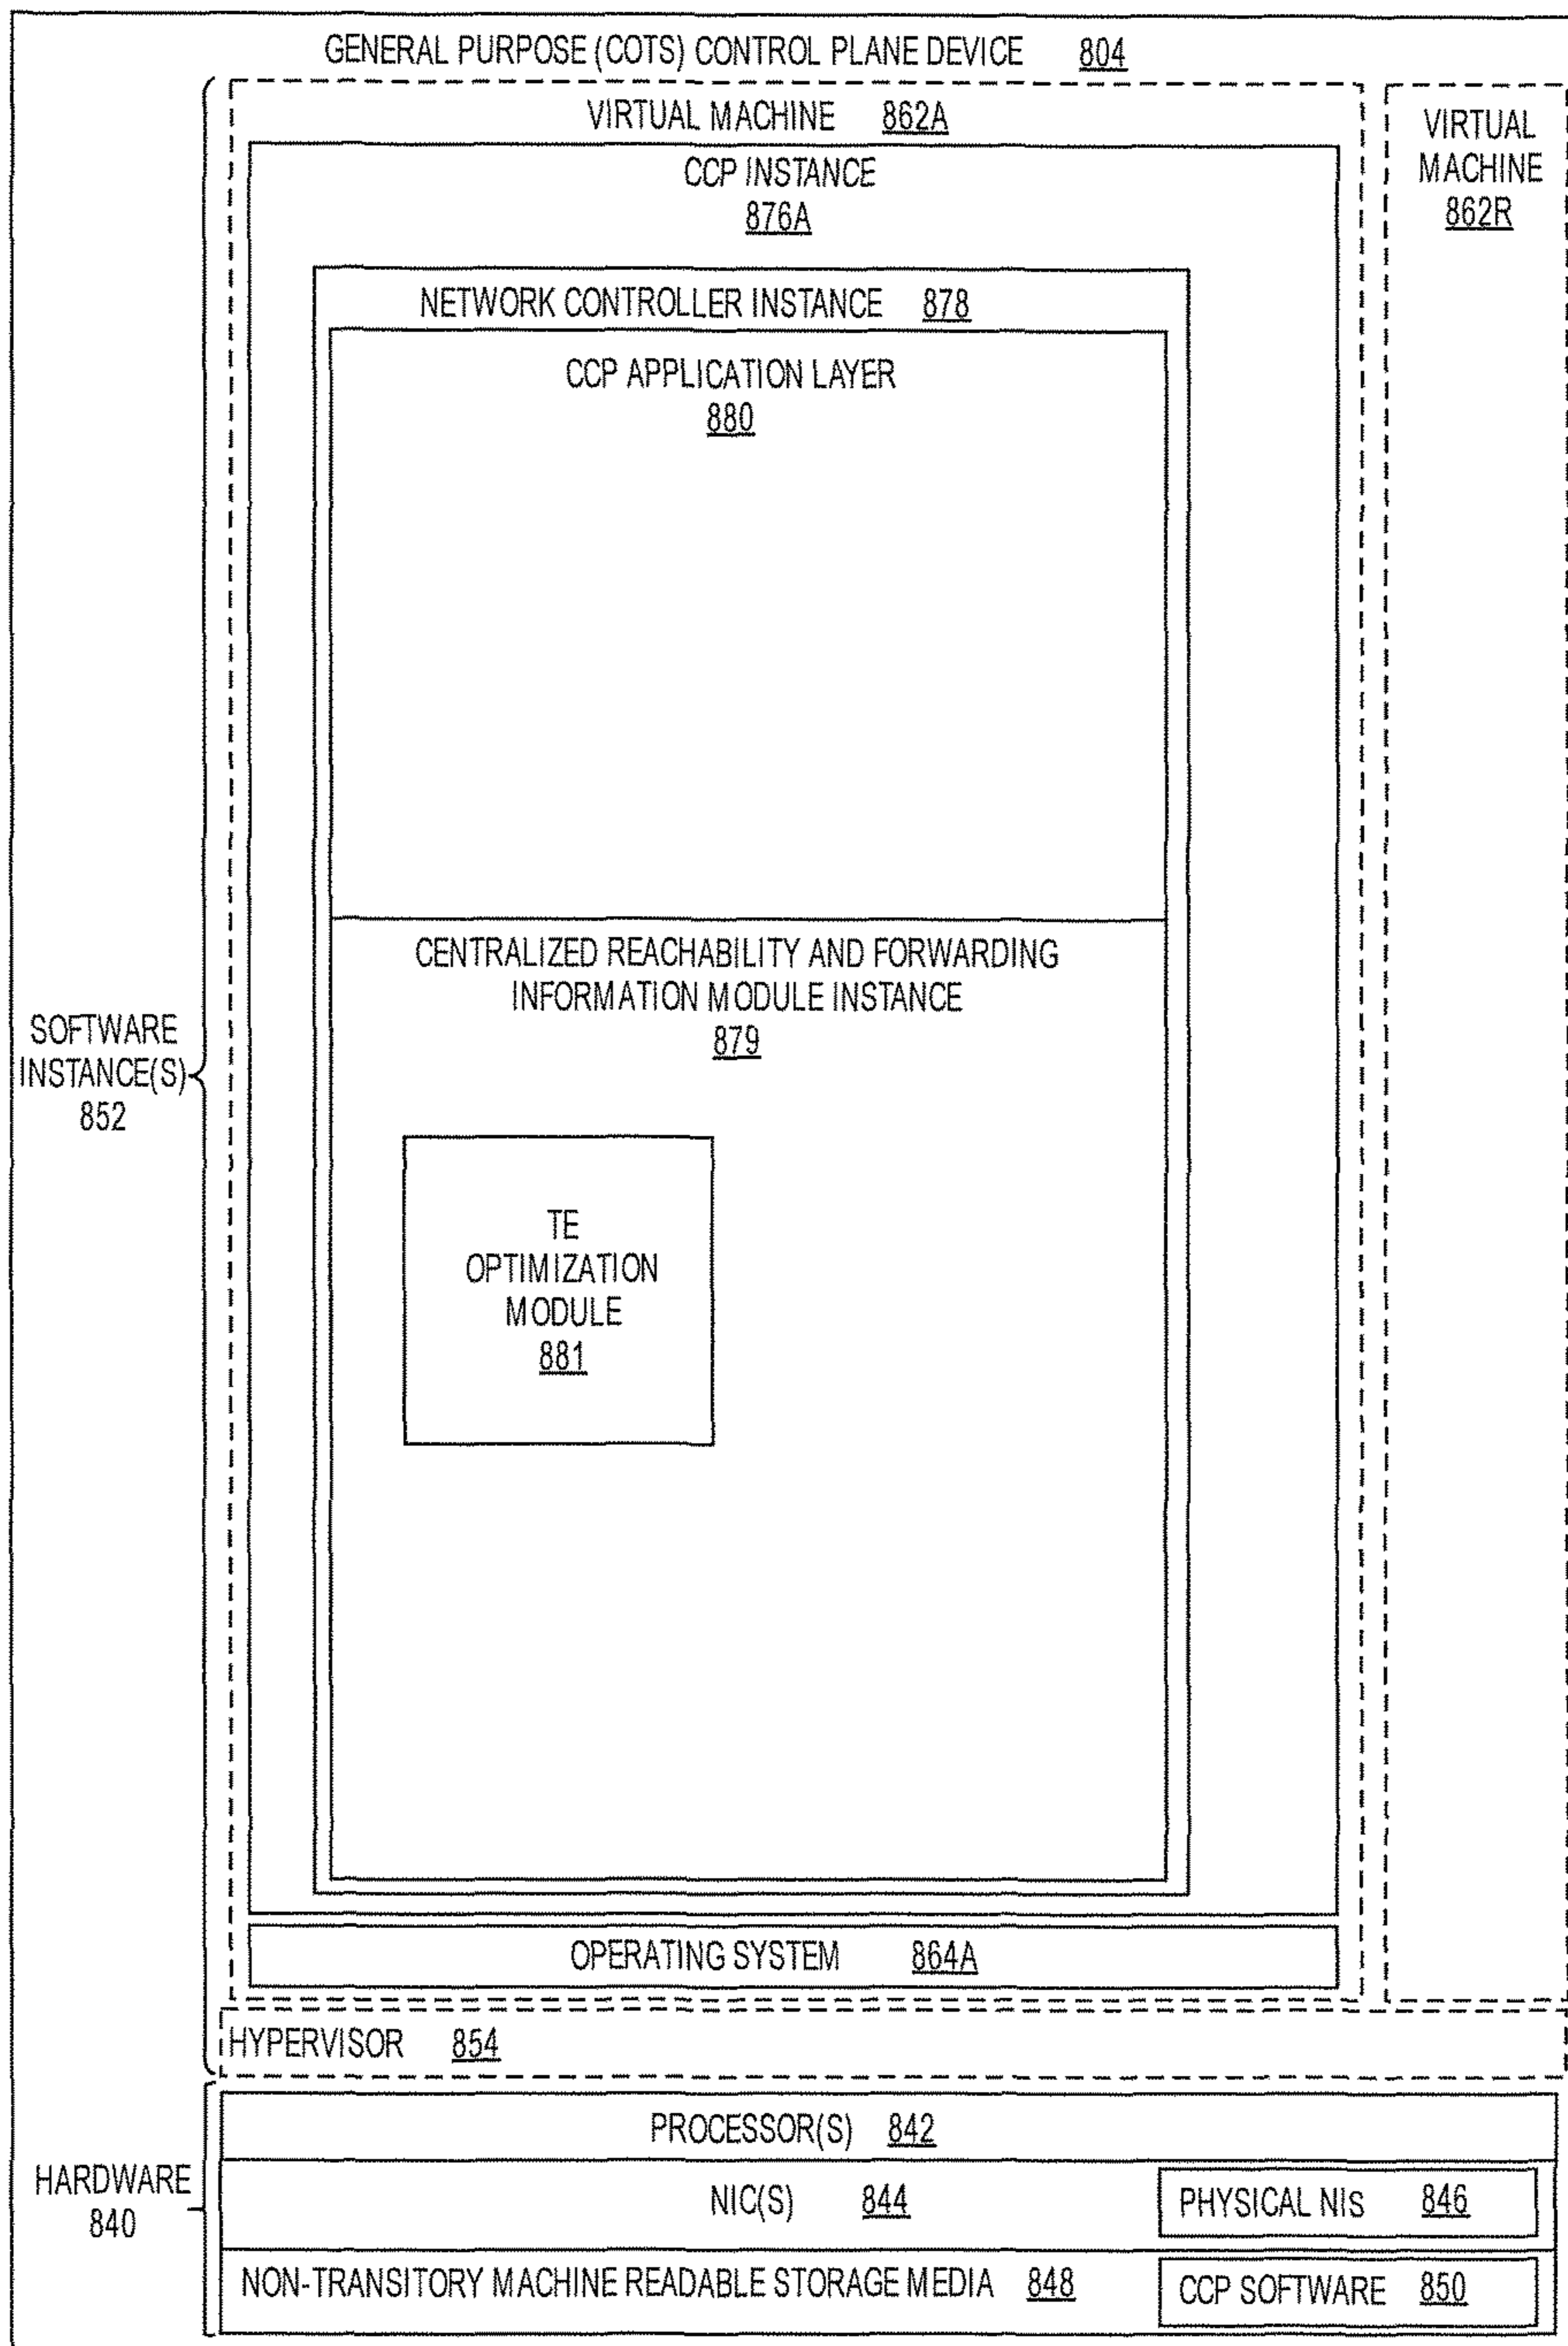 GENERAL PURPOSE (COTS) CONTROL PLANE DEVICE 804
VIRTUAL MACHINE 862A
VIRTUAL
MACHINE
862R
CCP INSTANCE
876A
NETWORK CONTROLLER INSTANCE 878
CCP APPLICATION LAYER
880
CENTRALIZED REACHABILITY AND FORWARDING
INFORMATION MODULE INSTANCE
879
SOFTWARE
INSTANCE(S)
852
TE
OPTIMIZATION
MODULE
881
OPERATING SYSTEM 864A
HYPERVISOR 854
PROCESSOR(S) 842
HARDWARE
840
NIC(S) 844
PHYSICAL NIS 846
NON-TRANSITORY MACHINE READABLE STORAGE MEDIA 848
CCP SOFTWARE 850